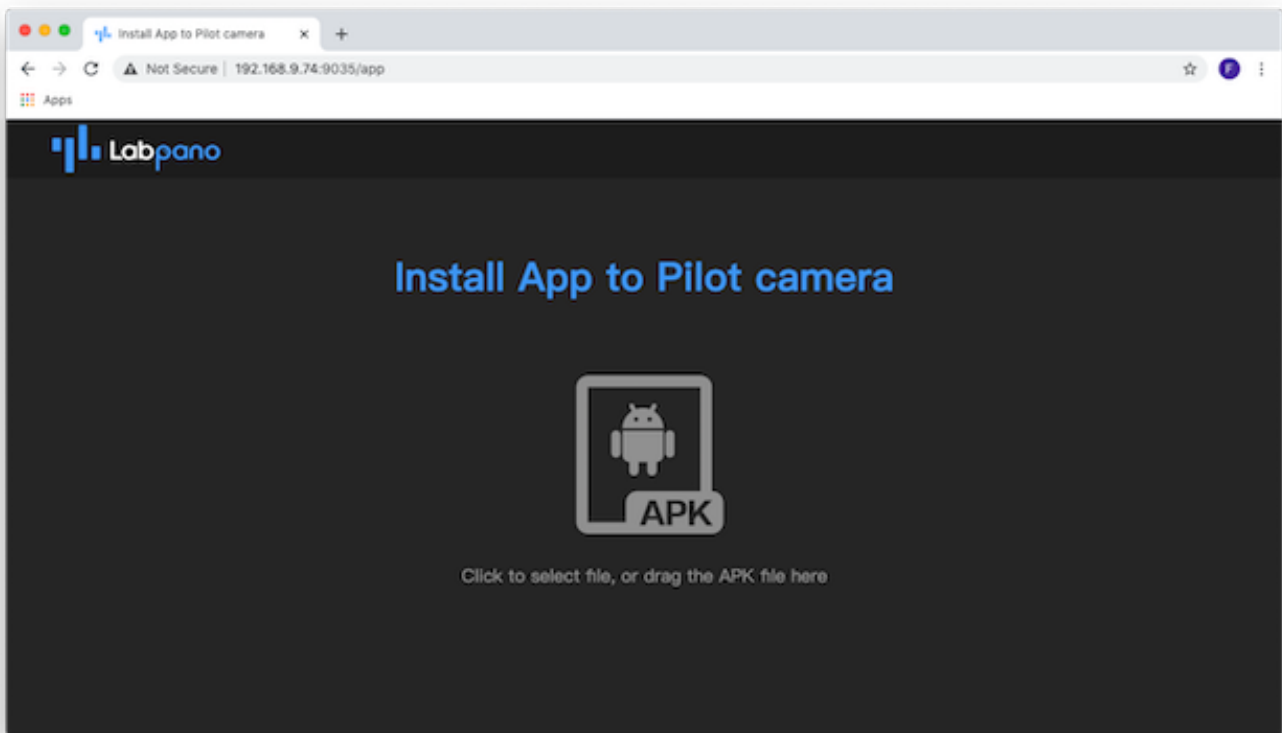 Install App to Pilot camera
Not Secure | 192.168.9.74:9035/app
Apps
Labpano
Install App to Pilot camera
APK
Click to select file, or drag the APK file here